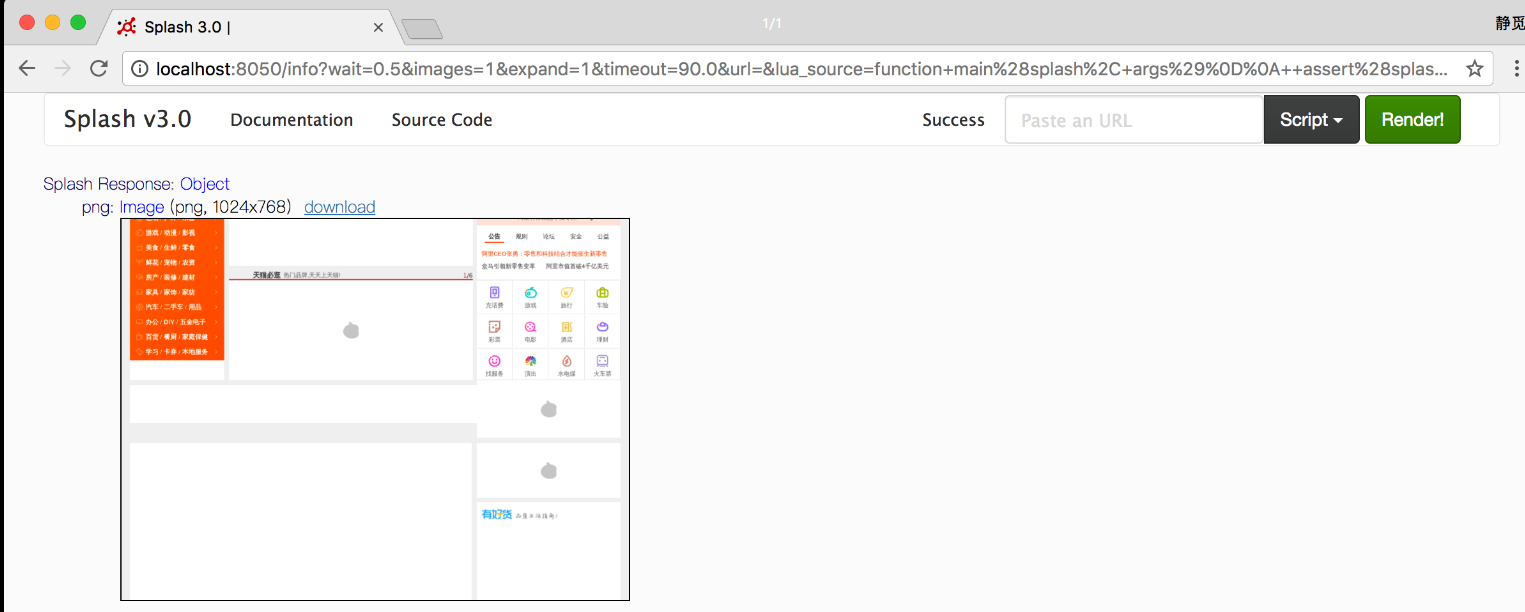 Splash 3.0 |
1/1
静觅
localhost:8050/info?wait=0.5&images=1&expand=1&timeout=90.0&url=&lua_source=function+main%28splash%2C+args%29%0D%0A++assert%28splas...
Splash v3.0 Documentation Source Code Success Paste an URL Script Render!
Splash Response: Object
png: Image (png, 1024x768) download
游戏 / 动漫 / 影视
美食 / 生鲜 / 零食
鲜花 / 宠物 / 农资
房产 / 装修 / 建材
家具 / 家饰 / 家纺
汽车 / 二手车 / 用品
办公 / DIY / 五金电子
百货 / 餐厨 / 家庭保健
学习 / 卡券 / 本地服务
天猫必逛 热门品牌,天天上天猫! 1/6
公告 规则 论坛 安全 公益
阿里CEO张勇：零售和科技结合才能催生新零售
盒马引领新零售变革 阿里市值首破4千亿美元
充话费 游戏 旅行 车险
彩票 电影 酒店 理财
找服务 演出 水电煤 火车票
有好货